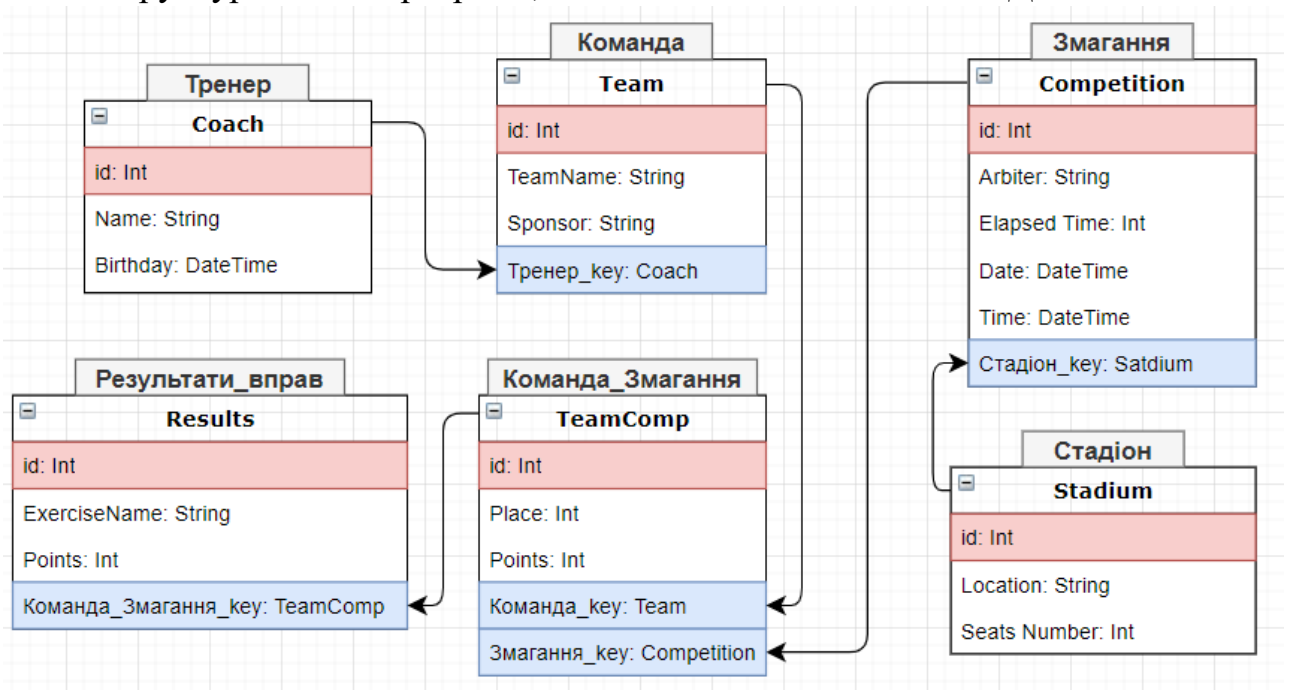 Тренер
Coach
id: Int
Name: String
Birthday: DateTime
Команда
Team
id: Int
TeamName: String
Sponsor: String
Тренер_key: Coach
Змагання
Competition
id: Int
Arbiter: String
Elapsed Time: Int
Date: DateTime
Time: DateTime
Стадіон_key: Satdium
Результати_вправ
Results
id: Int
ExerciseName: String
Points: Int
Команда_Змагання_key: TeamComp
Команда_Змагання
TeamComp
id: Int
Place: Int
Points: Int
Команда_key: Team
Змагання_key: Competition
Стадіон
Stadium
id: Int
Location: String
Seats Number: Int